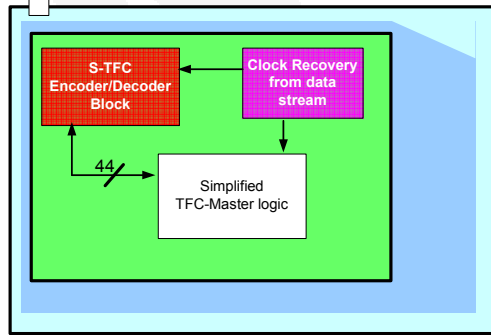 S-TFC
Encoder/Decoder
Block
Clock Recovery
from data
stream
44
Simplified
TFC-Master logic